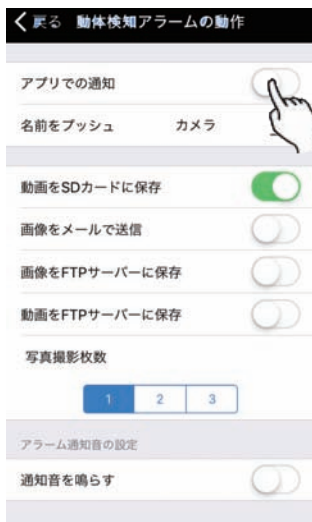 戻る 動体検知アラームの動作
アプリでの通知
名前をプッシュ カメラ
動画をSDカードに保存
画像をメールで送信
画像をFTPサーバーに保存
動画をFTPサーバーに保存
写真撮影枚数
1 2 3
アラーム通知音の設定
通知音を鳴らす